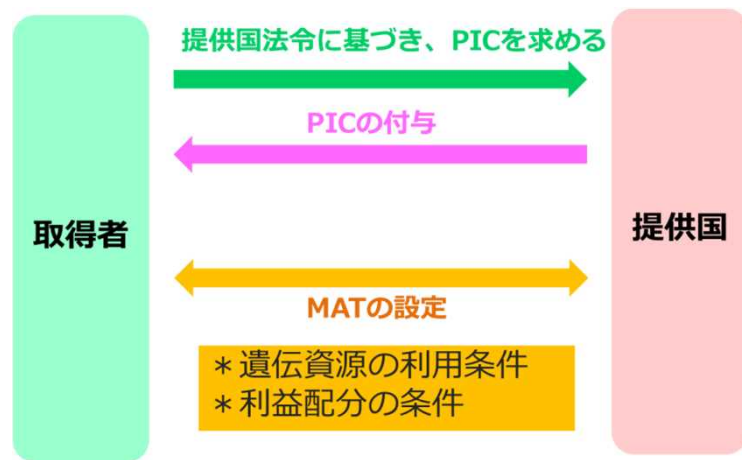 提供国法令に基づき、PICを求める
PICの付与
取得者
提供国
MATの設定
＊遺伝資源の利用条件
＊利益配分の条件